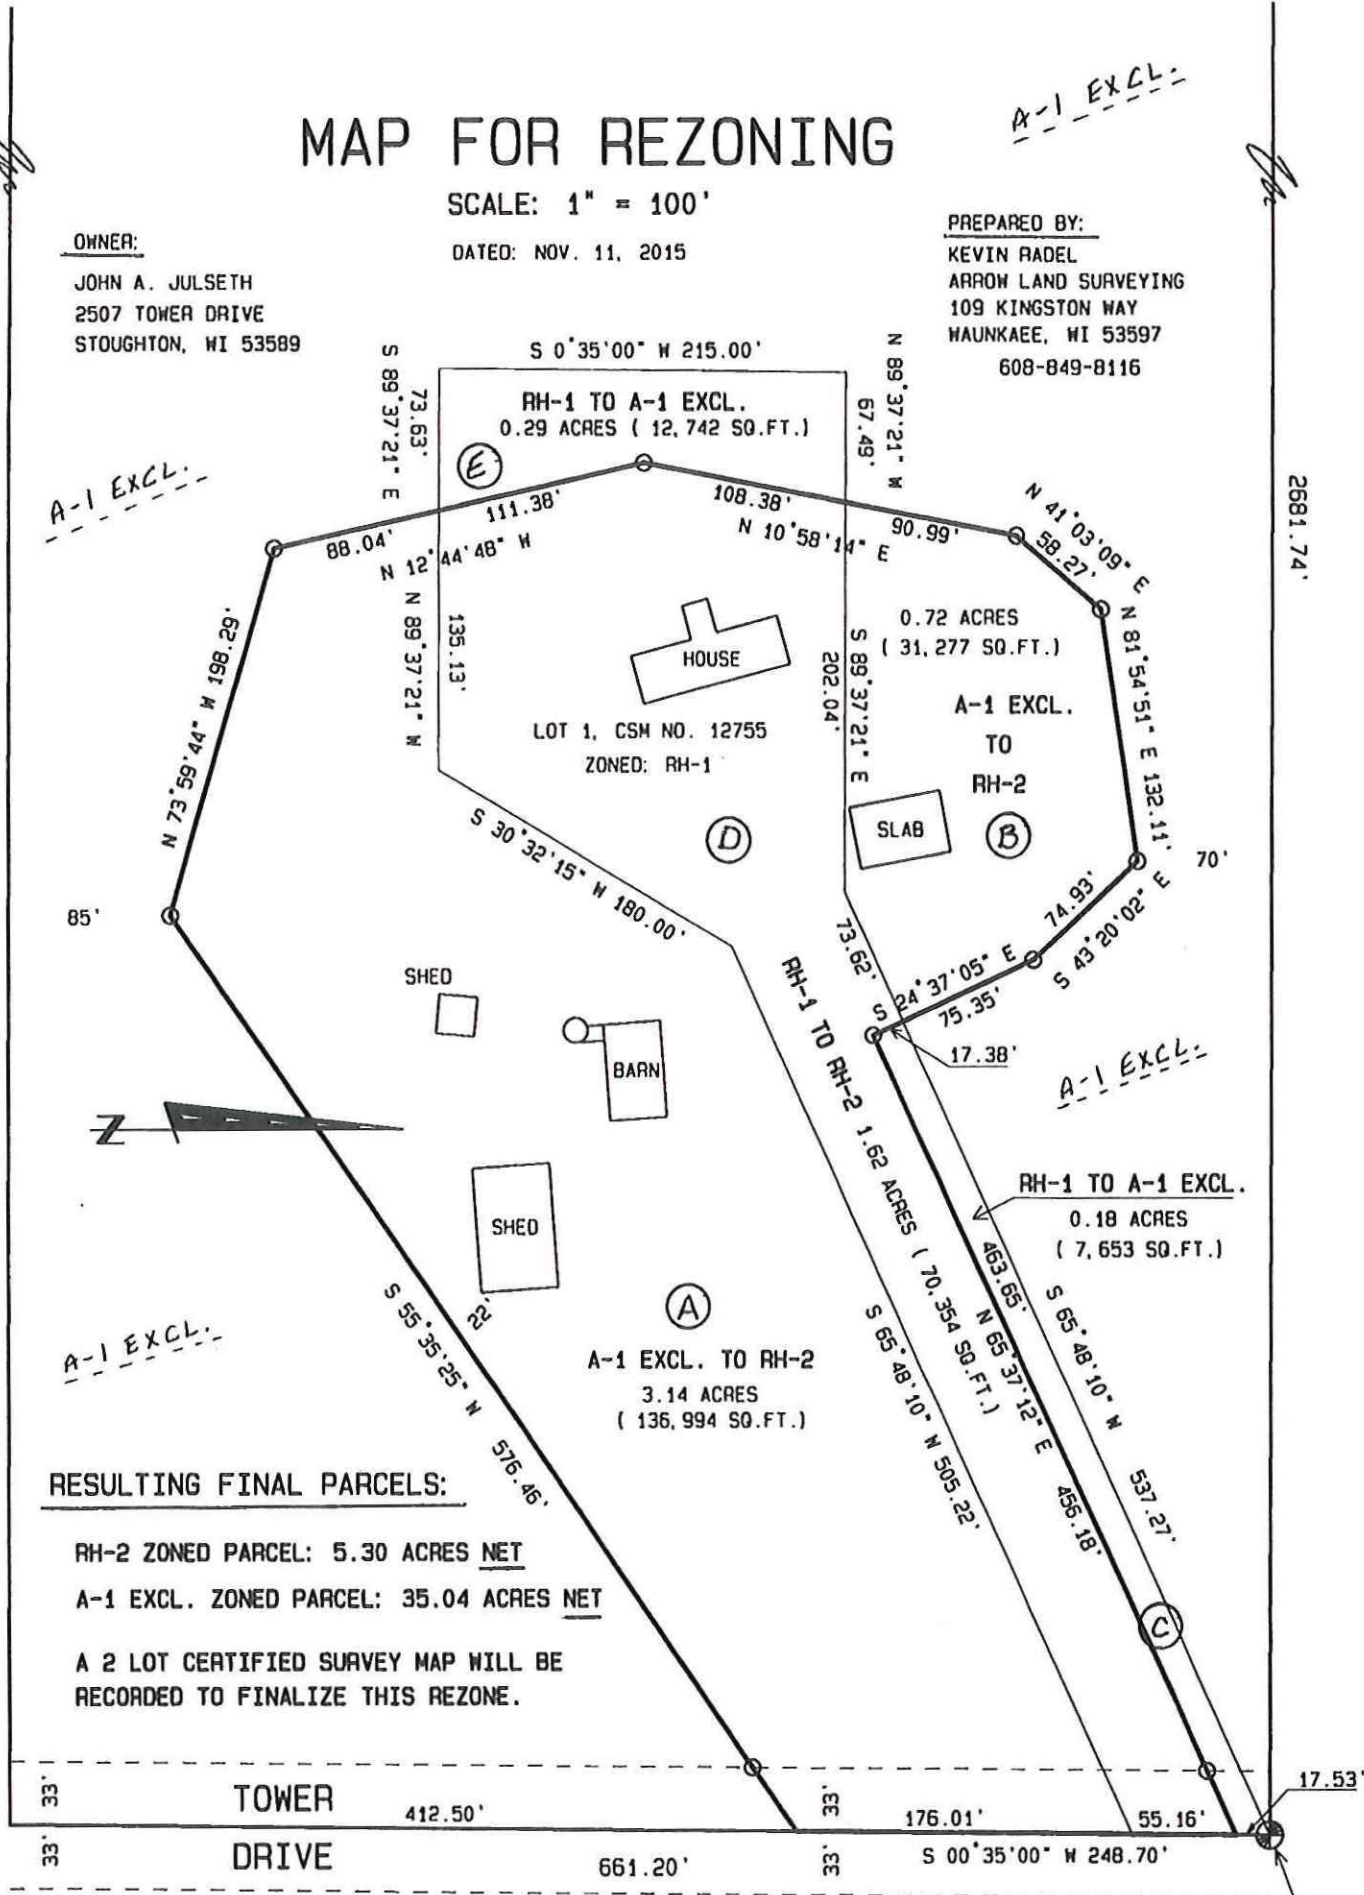 A-1 EXCL.
MAP FOR REZONING
SCALE: 1" = 100'
DATED: NOV. 11, 2015
OWNER:
JOHN A. JULSETH
2507 TOWER DRIVE
STOUGHTON, WI 53589
PREPARED BY:
KEVIN RADEL
ARROW LAND SURVEYING
109 KINGSTON WAY
WAUNKAEE, WI 53597
608-849-8116
S 0°35'00" W 215.00'
S 89°37'21" E
73.63'
RH-1 TO A-1 EXCL.
0.29 ACRES ( 12,742 SQ.FT.)
67.49'
N 89°37'21" W
E
A-1 EXCL.
111.38'
88.04'
N 12°44'48" W
108.38'
N 10°58'14" E
90.99'
N 41°03'09" E
58.27'
2681.74'
N 73°59'44" W 198.29'
N 89°37'21" W
135.13'
HOUSE
LOT 1, CSM NO. 12755
ZONED: RH-1
202.04'
S 89°37'21" E
0.72 ACRES
( 31,277 SQ.FT.)
A-1 EXCL.
TO
RH-2
N 81°54'51" E 132.11'
SLAB
B
D
70'
S 30°32'15" W 180.00'
85'
74.93'
S 43°20'02" E
73.62'
S 24°37'05" E
75.35'
17.38'
SHED
BARN
A-1 EXCL.
RH-1 TO RH-2 1.62 ACRES ( 70,354 SQ.FT.)
Z
SHED
RH-1 TO A-1 EXCL.
0.18 ACRES
( 7,653 SQ.FT.)
463.65'
N 65°37'12" E
456.18'
S 65°48'10" W
537.27'
S 65°48'10" W 505.22'
S 55°35'25" W 576.46'
22'
A
A-1 EXCL. TO RH-2
3.14 ACRES
( 136,994 SQ.FT.)
A-1 EXCL.
RESULTING FINAL PARCELS:
RH-2 ZONED PARCEL: 5.30 ACRES NET
A-1 EXCL. ZONED PARCEL: 35.04 ACRES NET
A 2 LOT CERTIFIED SURVEY MAP WILL BE
RECORDED TO FINALIZE THIS REZONE.
C
33'
TOWER
412.50'
33'
176.01'
55.16'
17.53'
33'
DRIVE
661.20'
33'
S 00°35'00" W 248.70'